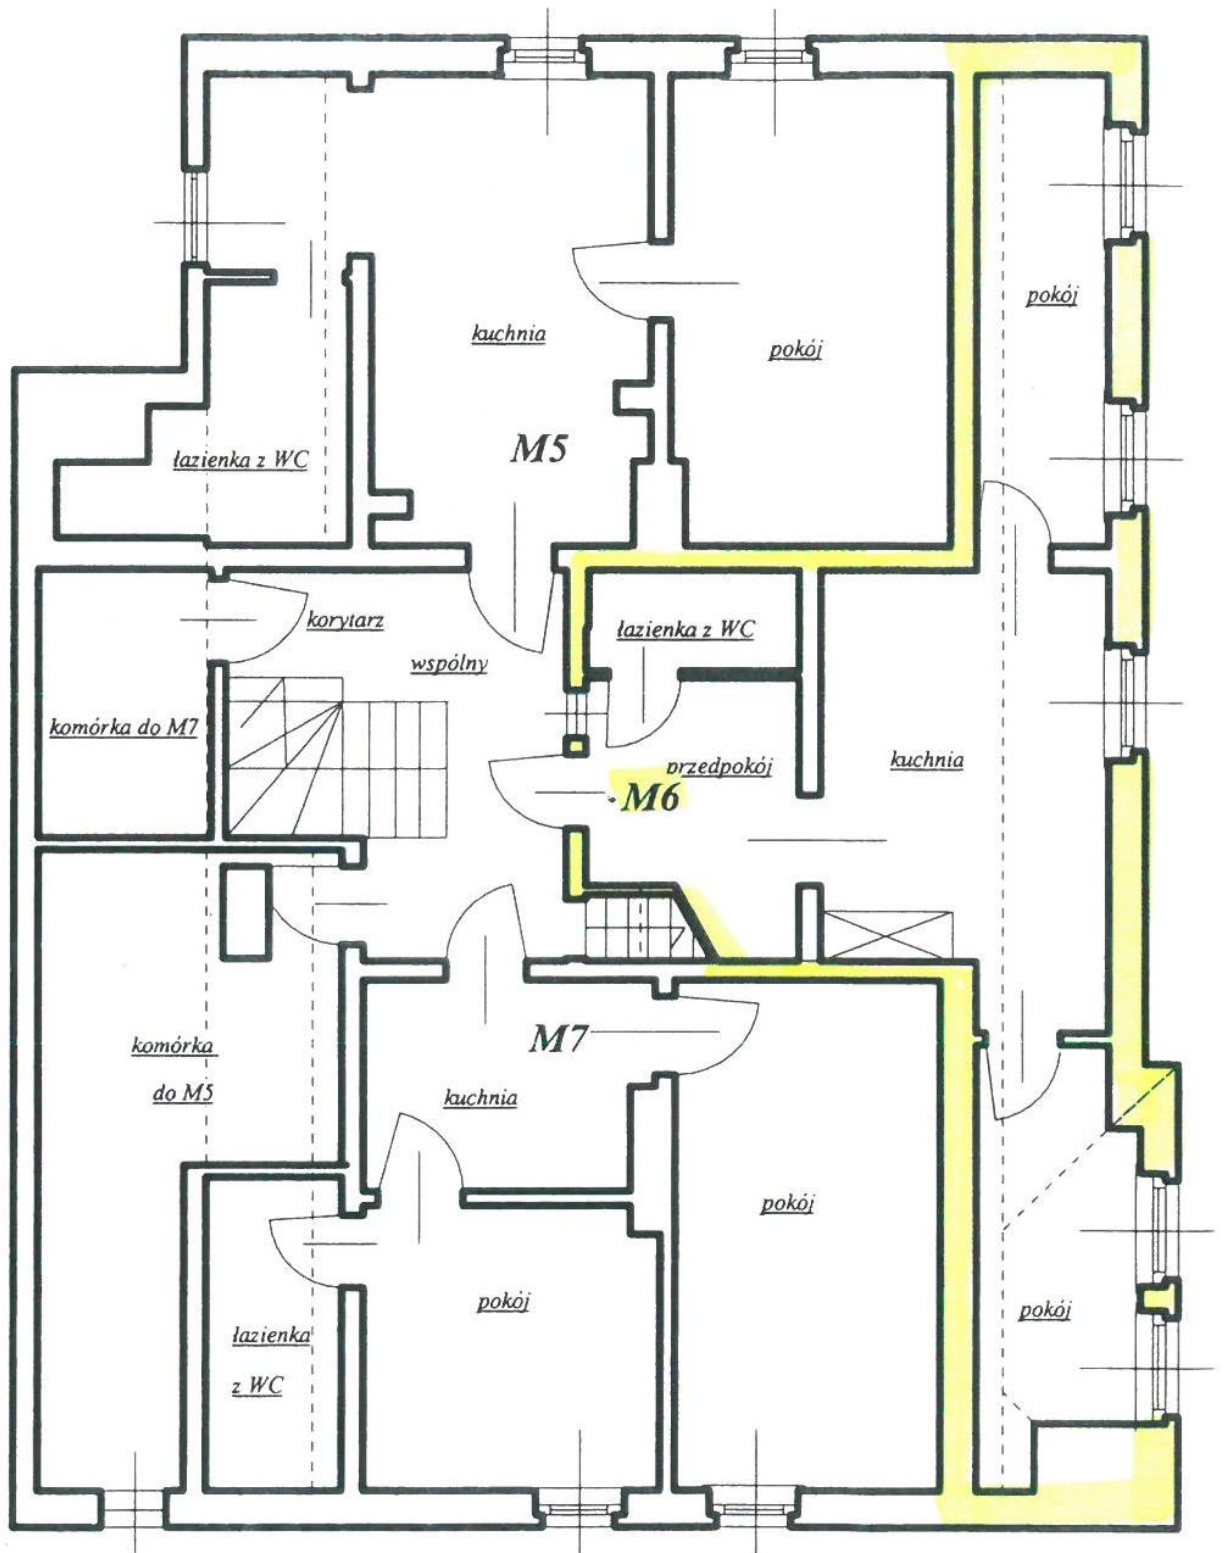 pokój
kuchnia
pokój
M5
łazienka z WC
korytarz
wspólny
łazienka z WC
komórka do M7
przedpokój
kuchnia
M6
komórka
do M5
M7
kuchnia
pokój
pokój
pokój
łazienka
z WC